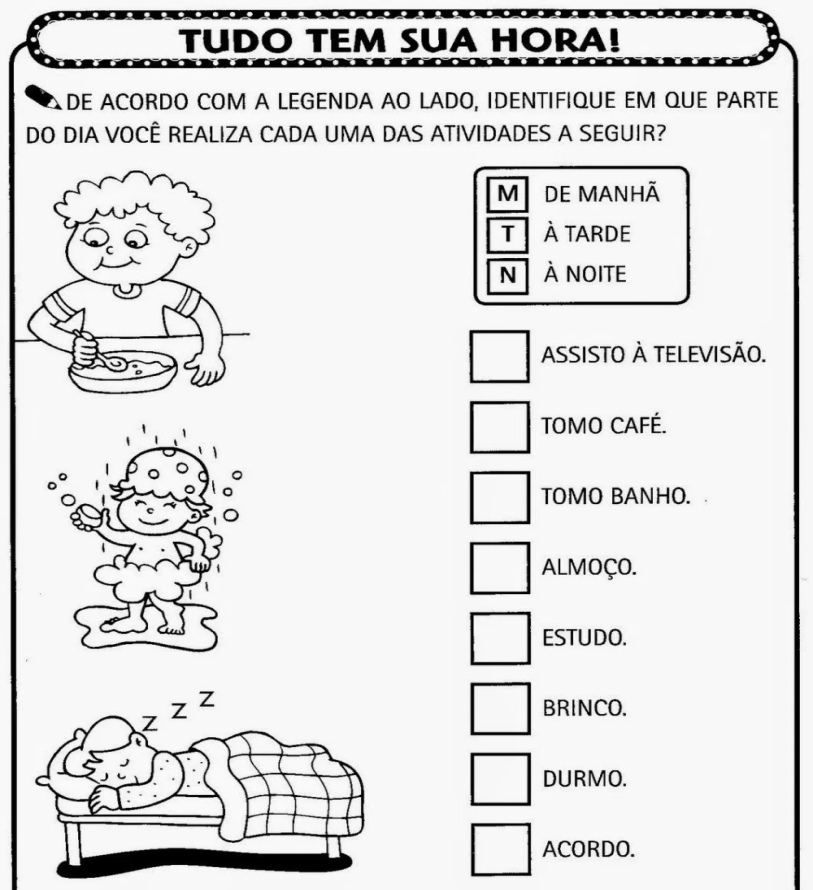 TUDO TEM SUA HORA!
DE ACORDO COM A LEGENDA AO LADO, IDENTIFIQUE EM QUE PARTE
DO DIA VOCÊ REALIZA CADA UMA DAS ATIVIDADES A SEGUIR?
M DE MANHÃ
T À TARDE
N À NOITE
ASSISTO À TELEVISÃO.
TOMO CAFÉ.
TOMO BANHO.
ALMOÇO.
ESTUDO.
BRINCO.
DURMO.
ACORDO.
Z Z Z